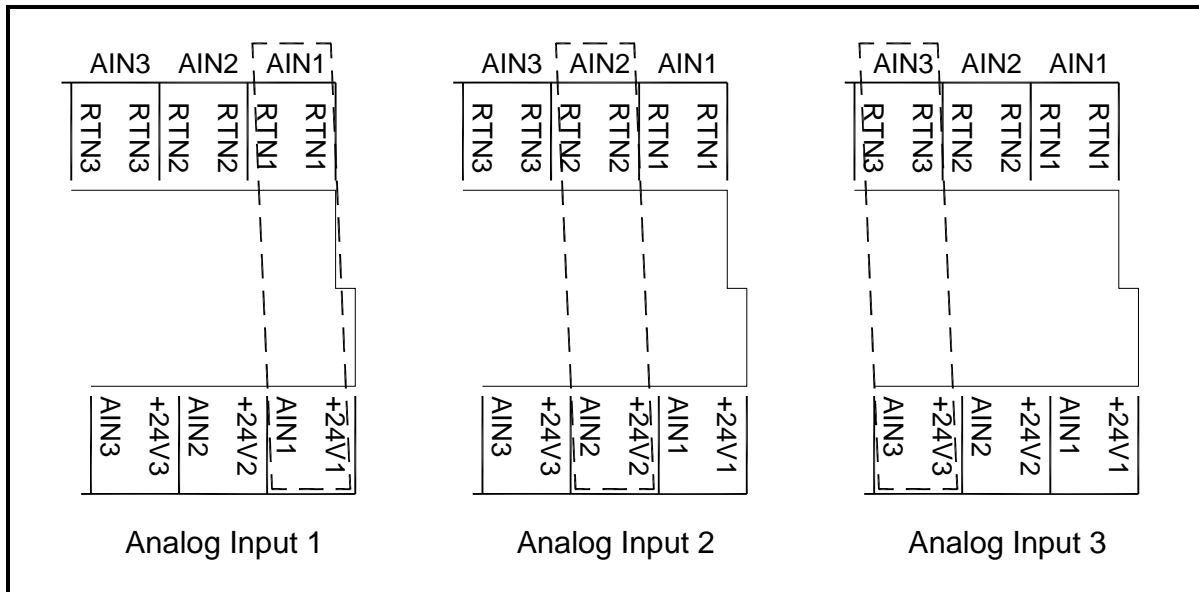 AIN3 AIN2 AIN1
RTN3 RTN3 RTN2 RTN2 RTN1 RTN1
AIN3 +24V3 AIN2 +24V2 AIN1 +24V1
Analog Input 1
AIN3 AIN2 AIN1
RTN3 RTN3 RTN2 RTN2 RTN1 RTN1
AIN3 +24V3 AIN2 +24V2 AIN1 +24V1
Analog Input 2
AIN3 AIN2 AIN1
RTN3 RTN3 RTN2 RTN2 RTN1 RTN1
AIN3 +24V3 AIN2 +24V2 AIN1 +24V1
Analog Input 3